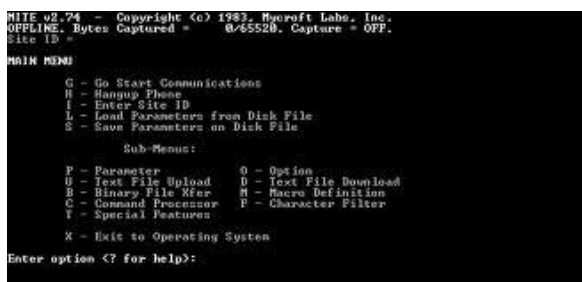 MITE v2.74 - Copyright (c) 1983, Mycroft Labs, Inc.
OFFLINE. Bytes Captured = 0/65520. Capture = OFF.
Site ID =
MAIN MENU
G - Go Start Communications
H - Hangup Phone
I - Enter Site ID
L - Load Parameters from Disk File
S - Save Parameters on Disk File
Sub-Menus:
P - Parameter O - Option
U - Text File Upload D - Text File Download
B - Binary File Xfer M - Macro Definition
C - Command Processor F - Character Filter
T - Special Features
X - Exit to Operating System
Enter option <? for help>: